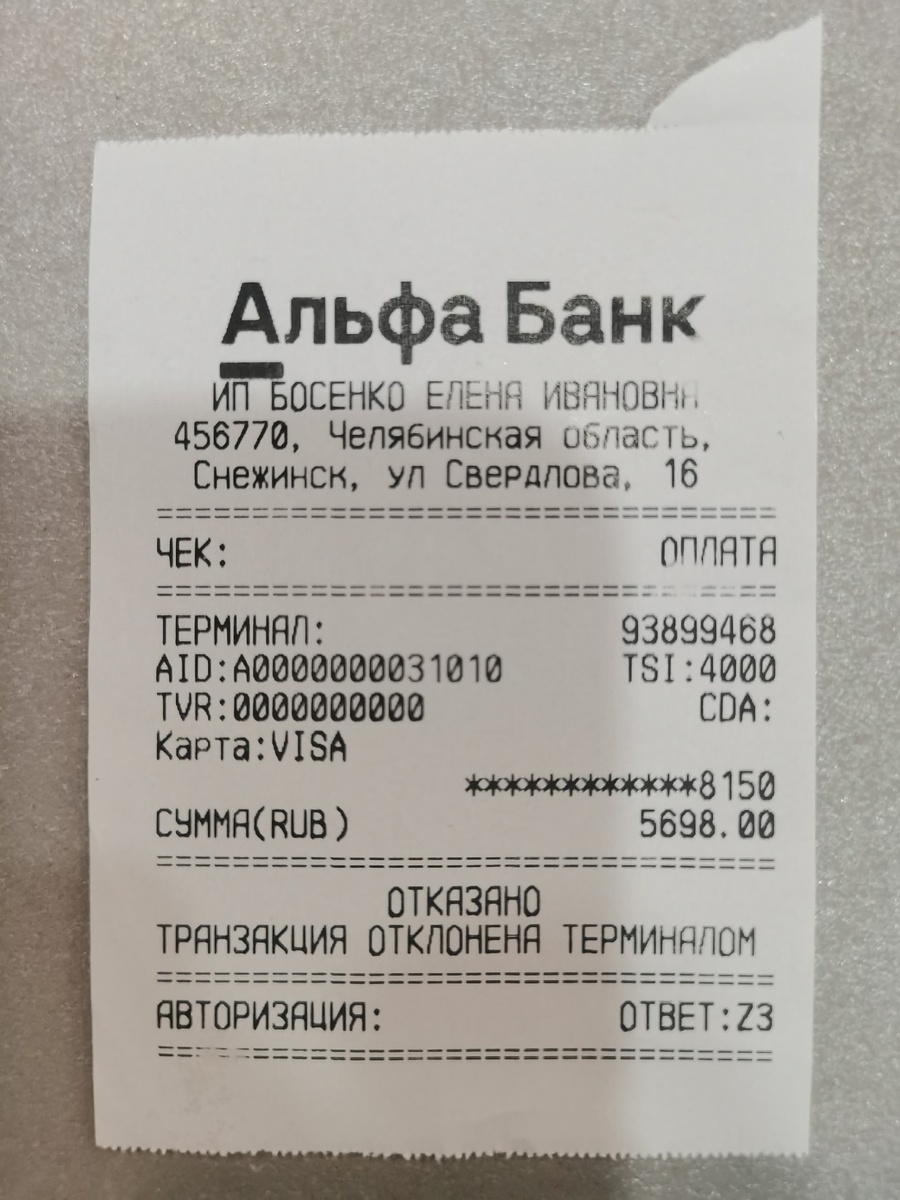 Альфа Банк
ИП БОСЕНКО ЕЛЕНА ИВАНОВНА
456770, Челябинская область,
Снежинск, ул Свердлова, 16
================================
ЧЕК: ОПЛАТА
================================
ТЕРМИНАЛ: 93899468
AID:A0000000031010 TSI:4000
TVR:0000000000 CDA:
Карта:VISA
************8150
СУММА(RUB) 5698.00
================================
ОТКАЗАНО
ТРАНЗАКЦИЯ ОТКЛОНЕНА ТЕРМИНАЛОМ
================================
АВТОРИЗАЦИЯ: ОТВЕТ:Z3
================================